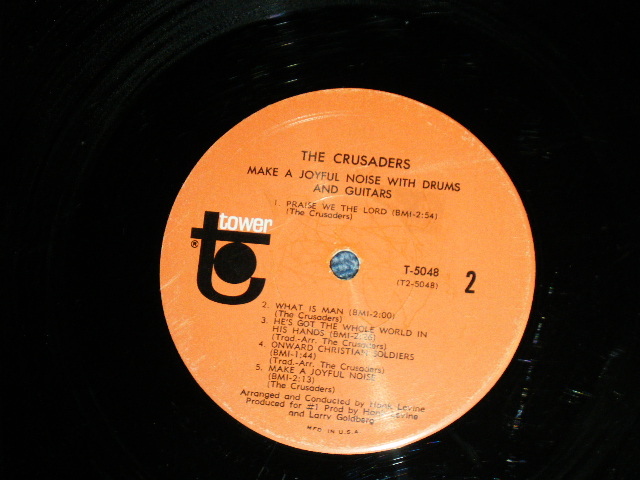 THE CRUSADERS
MAKE A JOYFUL NOISE WITH DRUMS
AND GUITARS
1. PRAISE WE THE LORD (BMI-2:54)
(The Crusaders)
tower
®
T-5048
(T2-5048)
2
2. WHAT IS MAN (BMI-2:00)
(The Crusaders)
3. HE'S GOT THE WHOLE WORLD IN
HIS HANDS
(Trad.-Arr. The Crusaders)
4. ONWARD CHRISTIAN SOLDIERS
(BMI-1:44)
(Trad.-Arr. The Crusaders)
5. MAKE A JOYFUL NOISE
(BMI-2:13)
(The Crusaders)
Arranged and Conducted by Hank Levine
Produced for #1 Prod by Hank Levine
and Larry Goldberg
MFG. IN U.S.A.